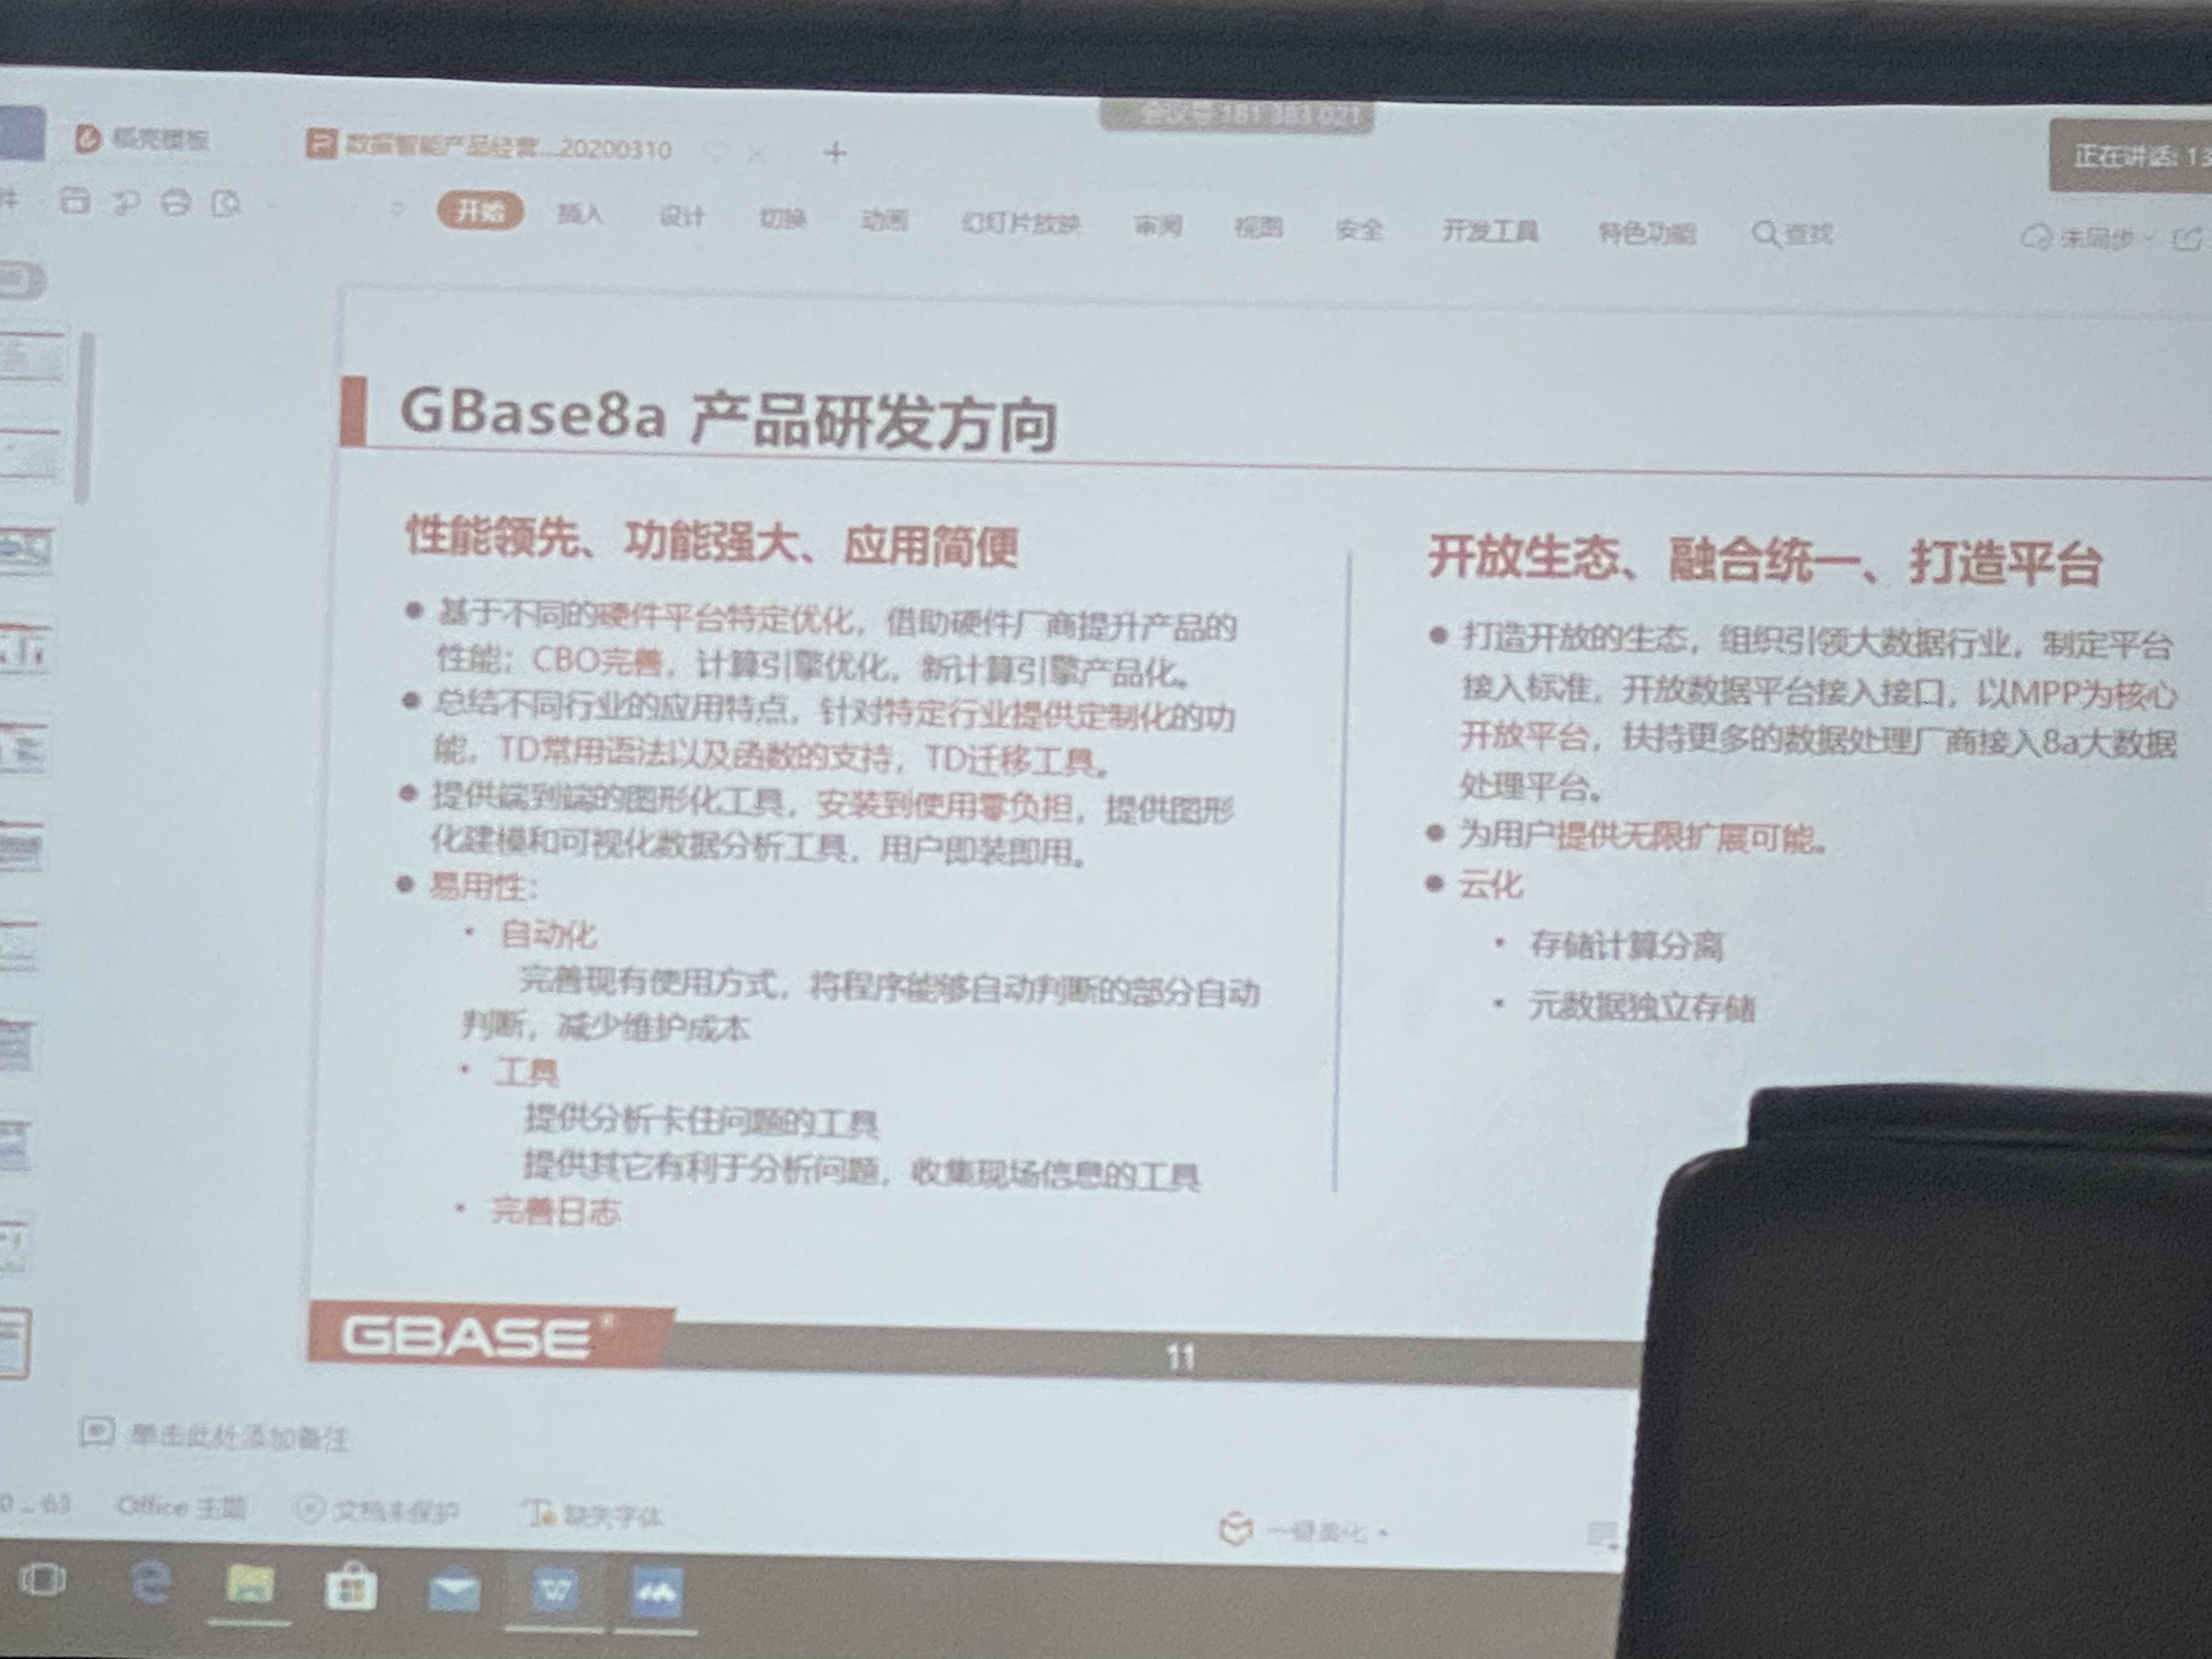 会议号 181 383 021
稻壳模板
数据智能产品经营...20200310
正在讲话: 13
件
开始 插入 设计 切换 动画 幻灯片放映 审阅 视图 安全 开发工具 特色功能 查找
未同步
GBase8a 产品研发方向
性能领先、功能强大、应用简便
● 基于不同的硬件平台特定优化，借助硬件厂商提升产品的
性能；CBO完善，计算引擎优化，新计算引擎产品化。
● 总结不同行业的应用特点，针对特定行业提供定制化的功
能，TD常用语法以及函数的支持，TD迁移工具。
● 提供端到端的图形化工具，安装到使用零负担，提供图形
化建模和可视化数据分析工具，用户即装即用。
● 易用性：
• 自动化
完善现有使用方式，将程序能够自动判断的部分自动
判断，减少维护成本
• 工具
提供分析卡住问题的工具
提供其它有利于分析问题，收集现场信息的工具
• 完善日志
开放生态、融合统一、打造平台
● 打造开放的生态，组织引领大数据行业，制定平台
接入标准，开放数据平台接入接口，以MPP为核心
开放平台，扶持更多的数据处理厂商接入8a大数据
处理平台。
● 为用户提供无限扩展可能。
● 云化
• 存储计算分离
• 元数据独立存储
GBASE®
11
单击此处添加备注
Office 主题 文档未保护 缺失字体 一键美化